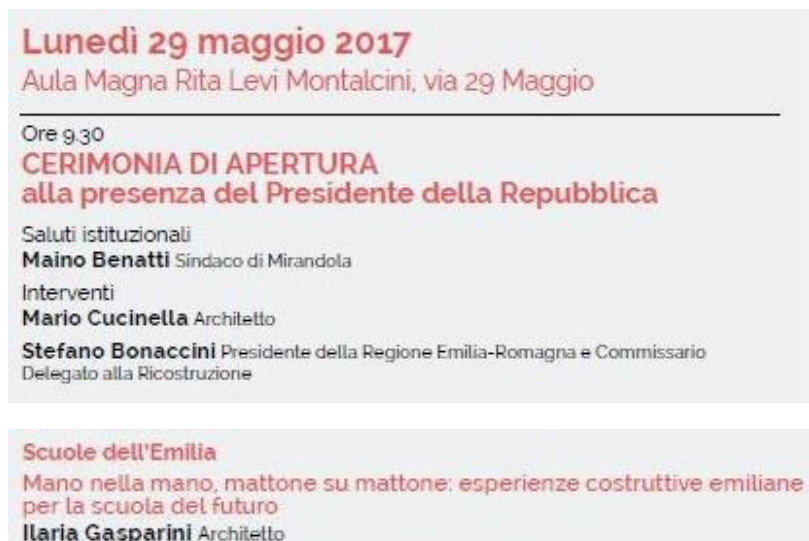 Lunedì 29 maggio 2017
Aula Magna Rita Levi Montalcini, via 29 Maggio
Ore 9.30
CERIMONIA DI APERTURA
alla presenza del Presidente della Repubblica
Saluti istituzionali
Maino Benatti Sindaco di Mirandola
Interventi
Mario Cucinella Architetto
Stefano Bonaccini Presidente della Regione Emilia-Romagna e Commissario
Delegato alla Ricostruzione
Scuole dell'Emilia
Mano nella mano, mattone su mattone: esperienze costruttive emiliane
per la scuola del futuro
Ilaria Gasparini Architetto